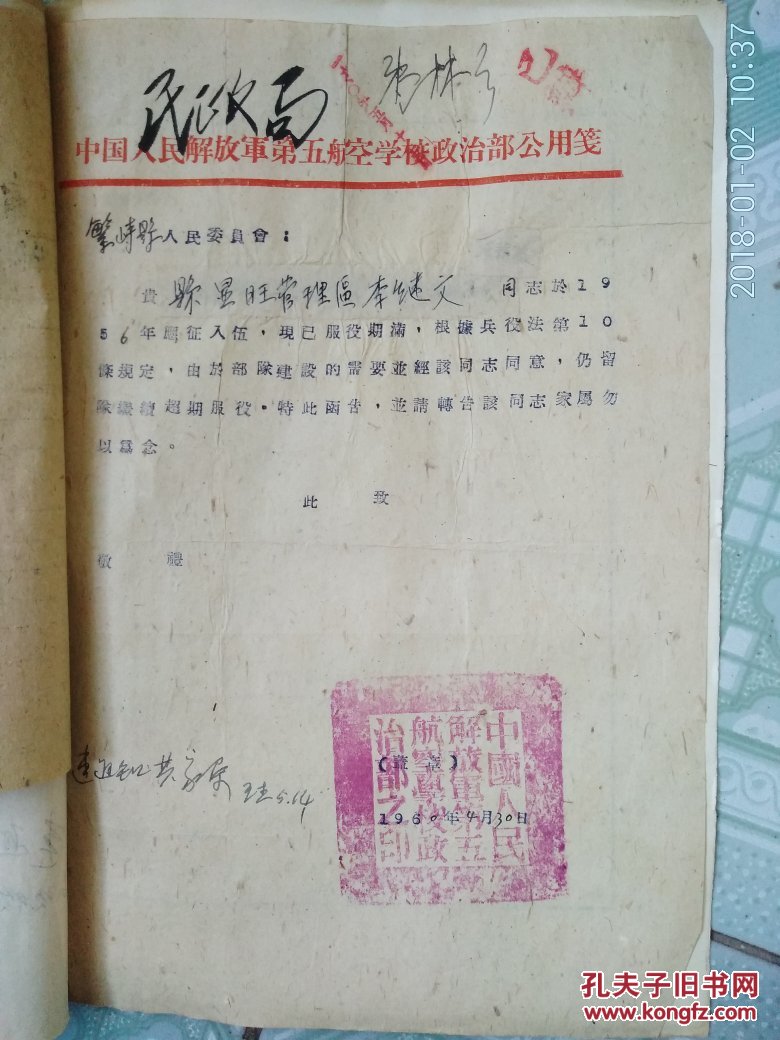 民政局
中国人民解放軍第五航空学校政治部公用箋
繁峙縣人民委員會：
貴縣显旺管理區李继文 同志於19
56年應征入伍，現已服役期滿，根據兵役法第10
條規定，由於部隊建設的需要並經該同志同意，仍留
隊繼續超期服役。特此函告，並請轉告該同志家屬勿
以爲念。
此 致
敬 禮
中國人民
解放軍第五
航空學校政
治部之印
（蓋章）
1960年4月30日
5.14
2018-01-02 10:37
孔夫子旧书网
www.kongfz.com